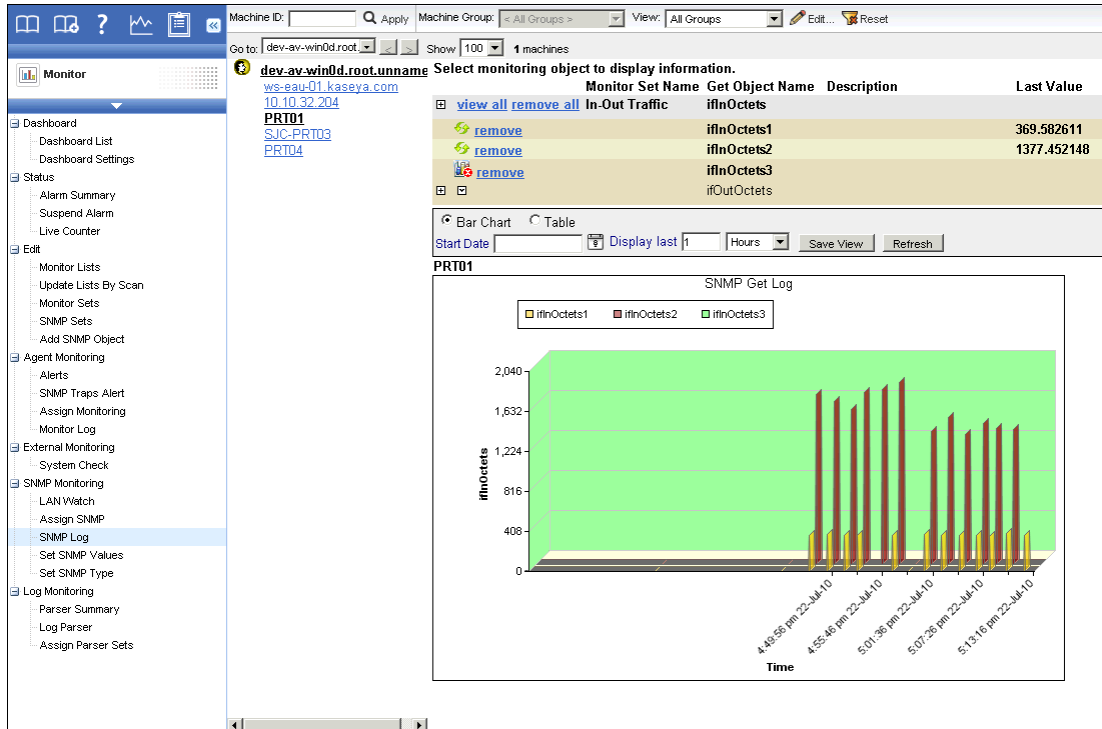 Machine ID: Apply Machine Group: < All Groups > View: All Groups Edit... Reset
Go to: dev-av-win0d.root. < > Show 100 1 machines
Monitor
Dashboard
Dashboard List
Dashboard Settings
Status
Alarm Summary
Suspend Alarm
Live Counter
Edit
Monitor Lists
Update Lists By Scan
Monitor Sets
SNMP Sets
Add SNMP Object
Agent Monitoring
Alerts
SNMP Traps Alert
Assign Monitoring
Monitor Log
External Monitoring
System Check
SNMP Monitoring
LAN Watch
Assign SNMP
SNMP Log
Set SNMP Values
Set SNMP Type
Log Monitoring
Parser Summary
Log Parser
Assign Parser Sets
dev-av-win0d.root.unname
ws-eau-01.kaseya.com
10.10.32.204
PRT01
SJC-PRT03
PRT04
Select monitoring object to display information.
Monitor Set Name Get Object Name Description Last Value
view all remove all In-Out Traffic ifInOctets
remove ifInOctets1 369.582611
remove ifInOctets2 1377.452148
remove ifInOctets3
ifOutOctets
Bar Chart Table
Start Date 8 Display last 1 Hours Save View Refresh
PRT01
SNMP Get Log
ifInOctets1 ifInOctets2 ifInOctets3
ifInOctets
2,040
1,632
1,224
816
408
0
4:49:56 pm 22-Jul-10
4:55:46 pm 22-Jul-10
5:01:36 pm 22-Jul-10
5:07:26 pm 22-Jul-10
5:13:16 pm 22-Jul-10
Time